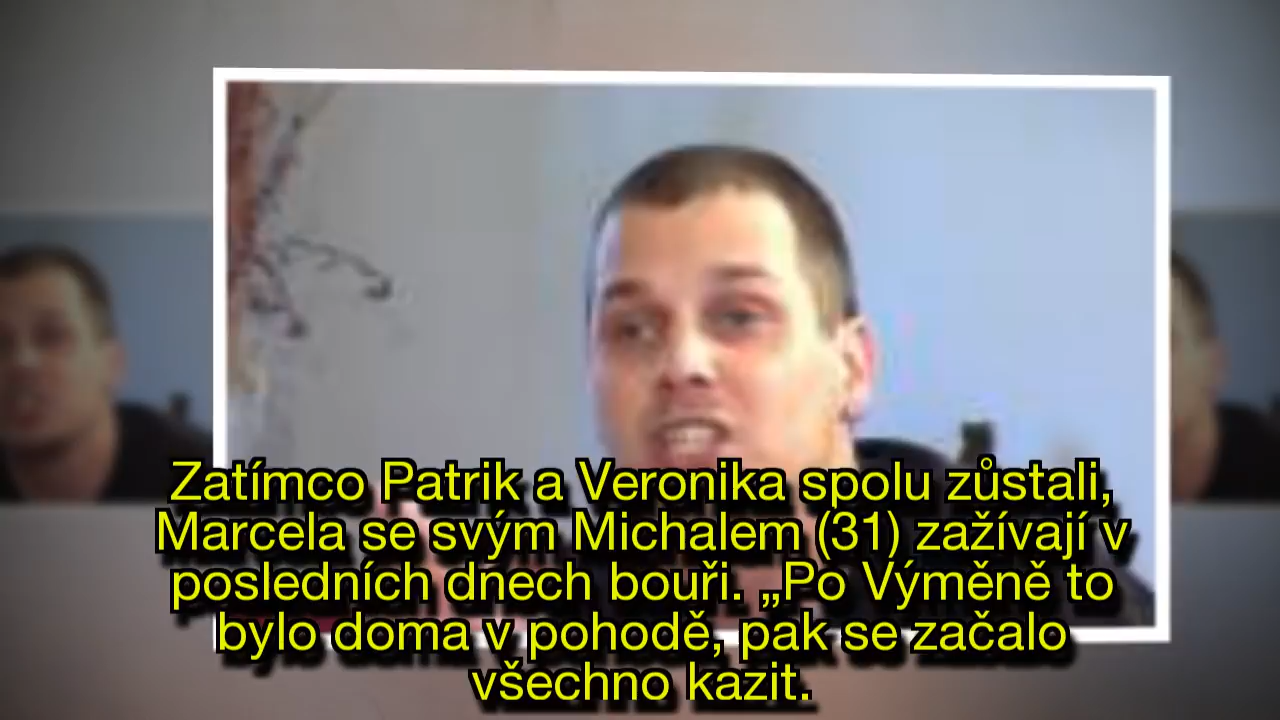 Zatímco Patrik a Veronika spolu zůstali,
Marcela se svým Michalem (31) zažívají v
posledních dnech bouři. „Po Výměně to
bylo doma v pohodě, pak se začalo
všechno kazit.